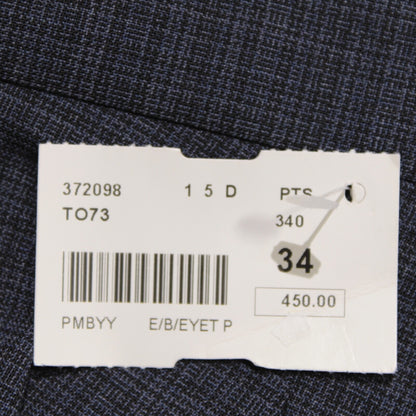 372098 1 5 D PTS
TO73 340
34
450.00
PMBYY E/B/EYET P